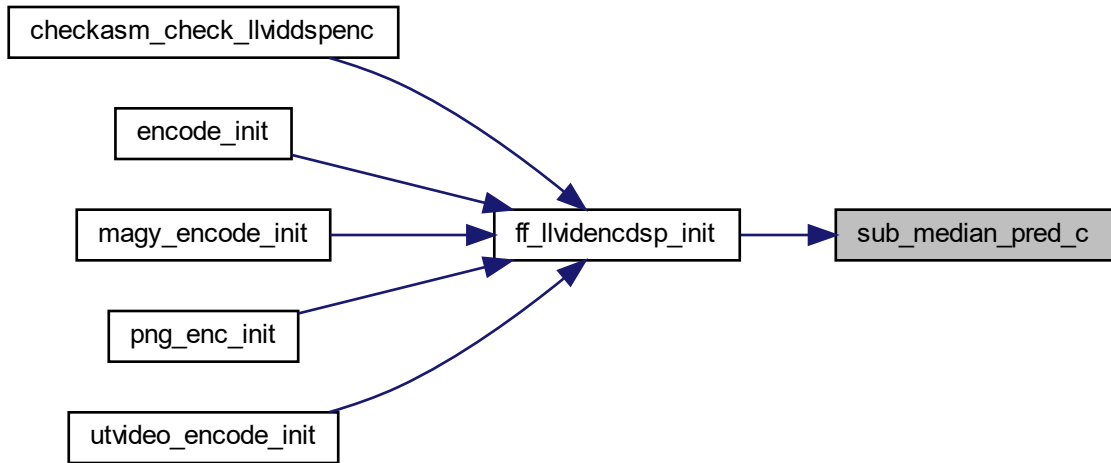 checkasm_check_llviddspenc
encode_init
magy_encode_init
ff_llvidencdsp_init
sub_median_pred_c
png_enc_init
utvideo_encode_init